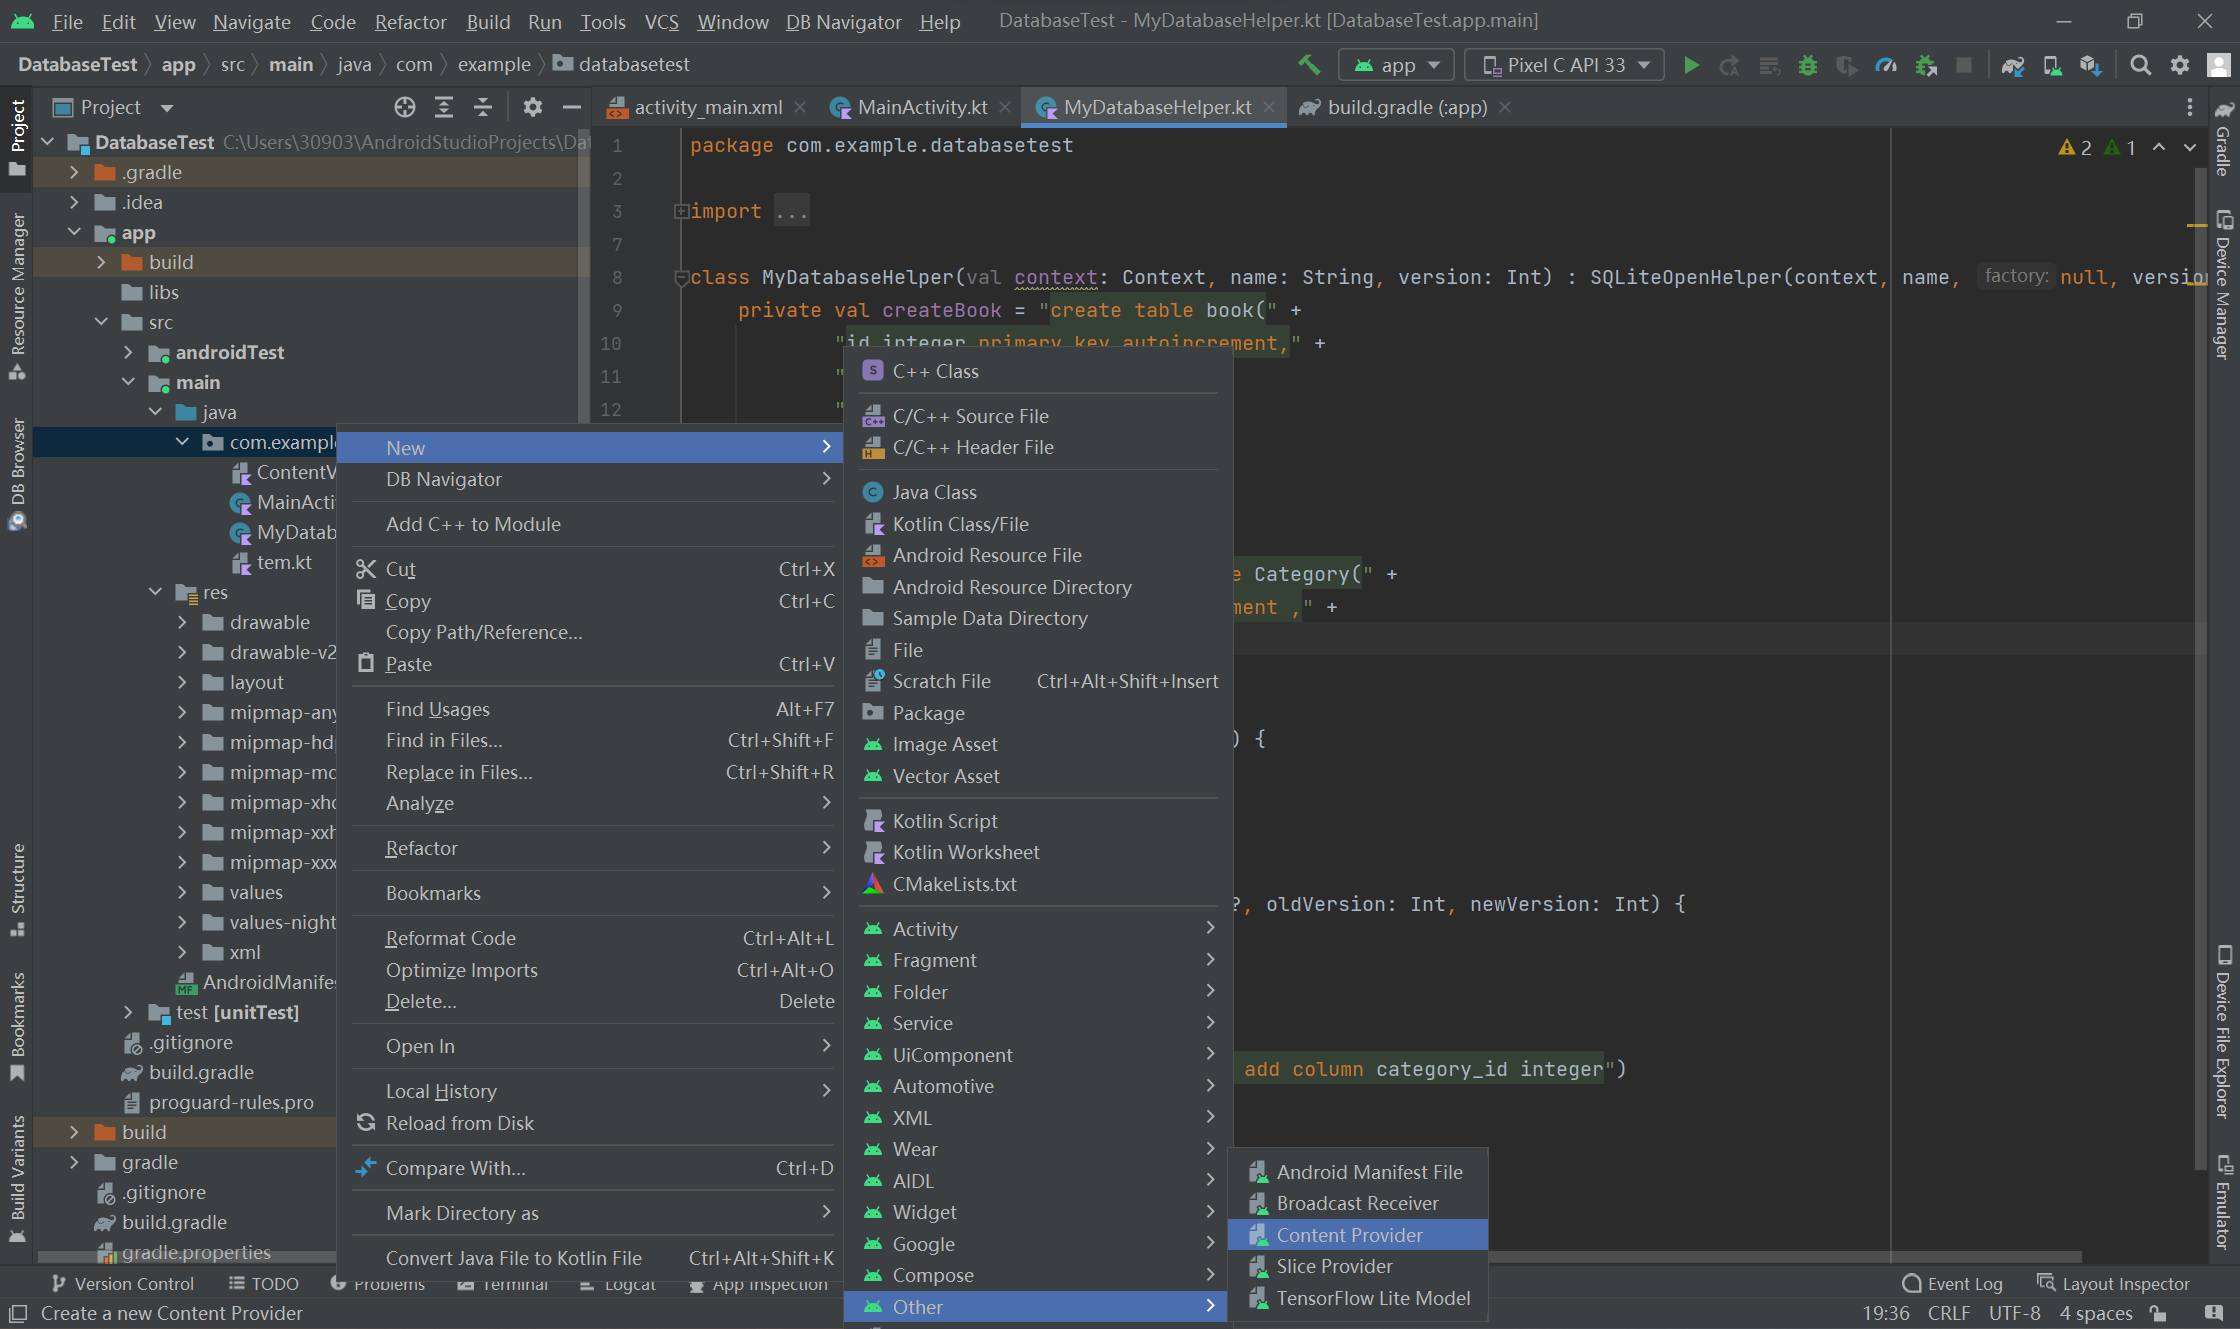 File Edit View Navigate Code Refactor Build Run Tools VCS Window DB Navigator Help DatabaseTest - MyDatabaseHelper.kt [DatabaseTest.app.main]
DatabaseTest app src main java com example databasetest app Pixel C API 33
Project
activity_main.xml MainActivity.kt MyDatabaseHelper.kt build.gradle (:app)
Project
Resource Manager
DB Browser
Structure
Bookmarks
Build Variants
DatabaseTest C:\Users\30903\AndroidStudioProjects\Da
.gradle
.idea
app
build
libs
src
androidTest
main
java
com.exampl
ContentV
MainActi
MyDatab
tem.kt
res
drawable
drawable-v2
layout
mipmap-any
mipmap-hd
mipmap-md
mipmap-xhd
mipmap-xxh
mipmap-xxx
values
values-night
xml
AndroidManifes
test [unitTest]
.gitignore
build.gradle
proguard-rules.pro
build
gradle
.gitignore
build.gradle
gradle.properties
1 package com.example.databasetest
2 1
2
3 import ...
7
8 class MyDatabaseHelper(val context: Context, name: String, version: Int) : SQLiteOpenHelper(context, name, factory: null, version
9 private val createBook = "create table book(" +
10 "id integer primary key autoincrement," +
11 "
12 "
e Category(" +
ment ," +
) {
?, oldVersion: Int, newVersion: Int) {
add column category_id integer")
New
DB Navigator
Add C++ to Module
Cut Ctrl+X
Copy Ctrl+C
Copy Path/Reference...
Paste Ctrl+V
Find Usages Alt+F7
Find in Files... Ctrl+Shift+F
Replace in Files... Ctrl+Shift+R
Analyze
Refactor
Bookmarks
Reformat Code Ctrl+Alt+L
Optimize Imports Ctrl+Alt+O
Delete... Delete
Open In
Local History
Reload from Disk
Compare With... Ctrl+D
Mark Directory as
Convert Java File to Kotlin File Ctrl+Alt+Shift+K
C++ Class
C/C++ Source File
C/C++ Header File
Java Class
Kotlin Class/File
Android Resource File
Android Resource Directory
Sample Data Directory
File
Scratch File Ctrl+Alt+Shift+Insert
Package
Image Asset
Vector Asset
Kotlin Script
Kotlin Worksheet
CMakeLists.txt
Activity
Fragment
Folder
Service
UiComponent
Automotive
XML
Wear
AIDL
Widget
Google
Compose
Other
Android Manifest File
Broadcast Receiver
Content Provider
Slice Provider
TensorFlow Lite Model
Gradle
Device Manager
Device File Explorer
Emulator
Version Control TODO Problems Terminal Logcat App Inspection Event Log Layout Inspector
Create a new Content Provider 19:36 CRLF UTF-8 4 spaces